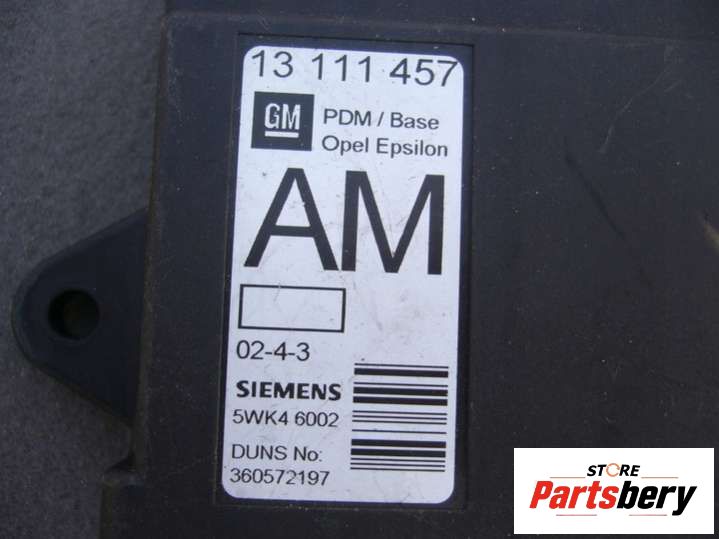 13 111 457
GM
PDM / Base
Opel Epsilon
AM
02-4-3
SIEMENS
5WK4 6002
DUNS No:
360572197
STORE
Partsbery